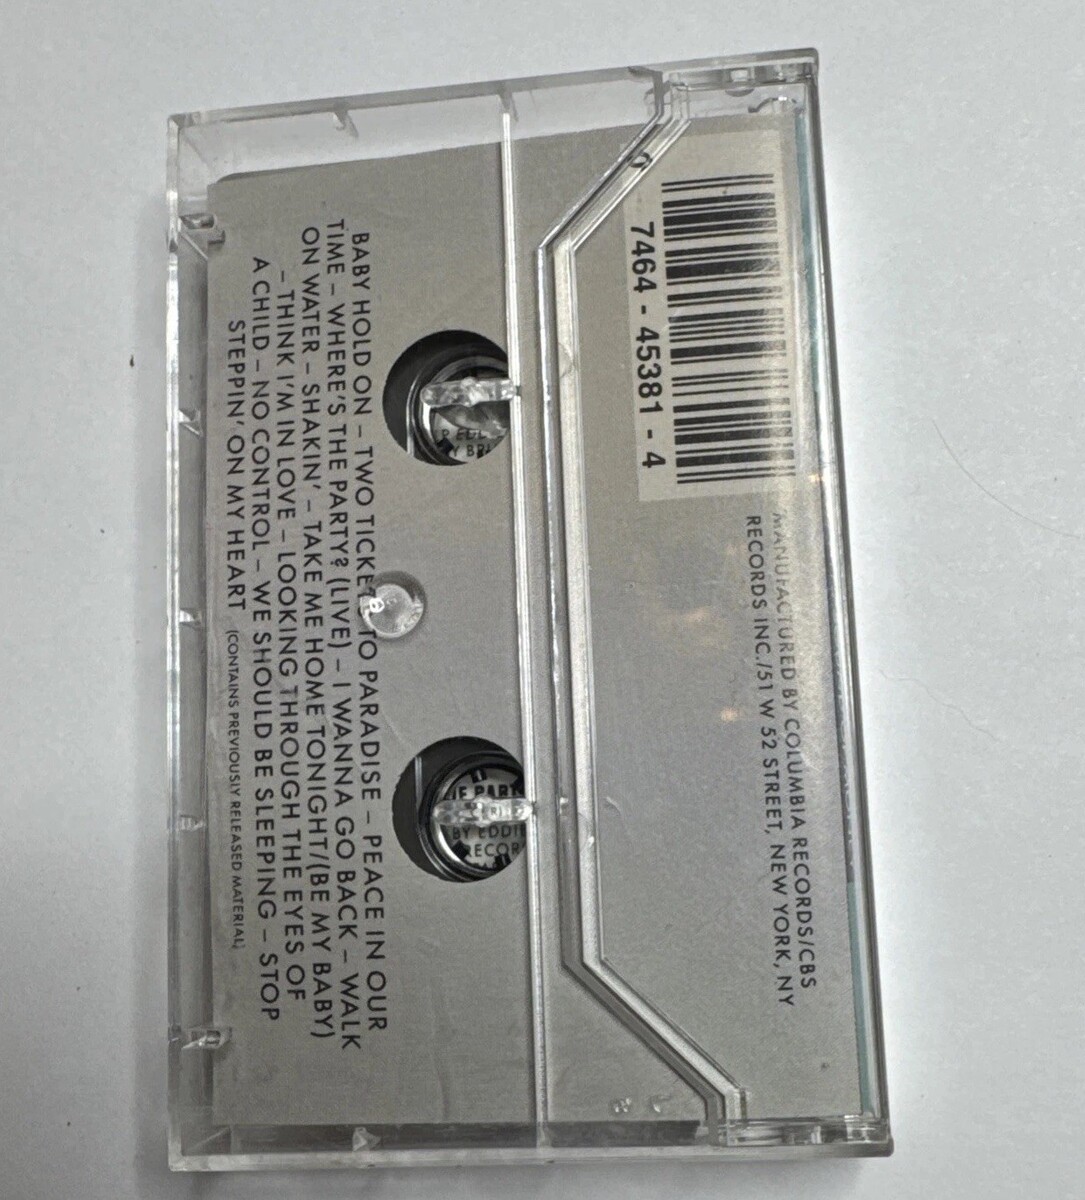 7464 - 45381 - 4
MANUFACTURED BY COLUMBIA RECORDS/CBS
RECORDS INC./51 W 52 STREET, NEW YORK, NY
BABY HOLD ON – TWO TICKETS TO PARADISE – PEACE IN OUR
TIME – WHERE'S THE PARTY? (LIVE) – I WANNA GO BACK – WALK
ON WATER – SHAKIN' – TAKE ME HOME TONIGHT/(BE MY BABY)
– THINK I'M IN LOVE – LOOKING THROUGH THE EYES OF
A CHILD – NO CONTROL – WE SHOULD BE SLEEPING – STOP
STEPPIN' ON MY HEART (CONTAINS PREVIOUSLY RELEASED MATERIAL)
BY EDDI
RECOR